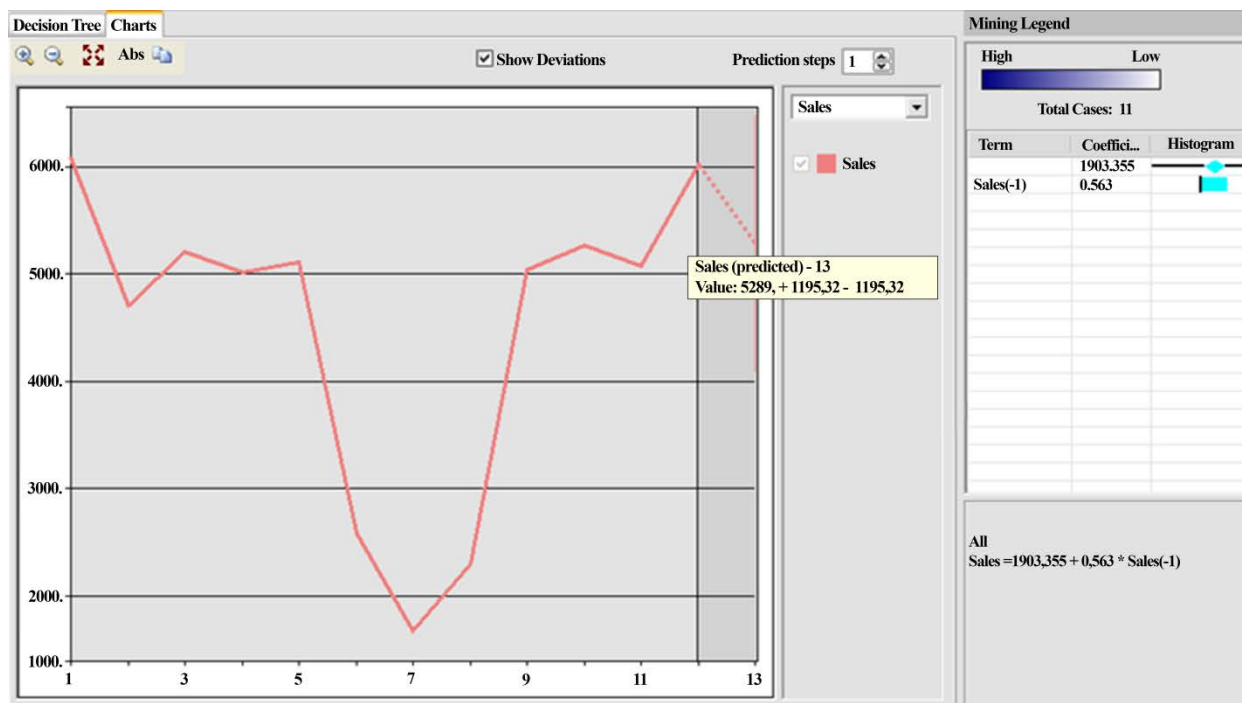 Decision Tree Charts
Abs
Show Deviations
Prediction steps 1
6000.
5000.
4000.
3000.
2000.
1000.
1 3 5 7 9 11 13
Sales (predicted) - 13
Value: 5289, + 1195,32 - 1195,32
Sales
Sales
Mining Legend
High Low
Total Cases: 11
Term Coeffici... Histogram
1903.355
Sales(-1) 0.563
All
Sales =1903,355 + 0,563 * Sales(-1)